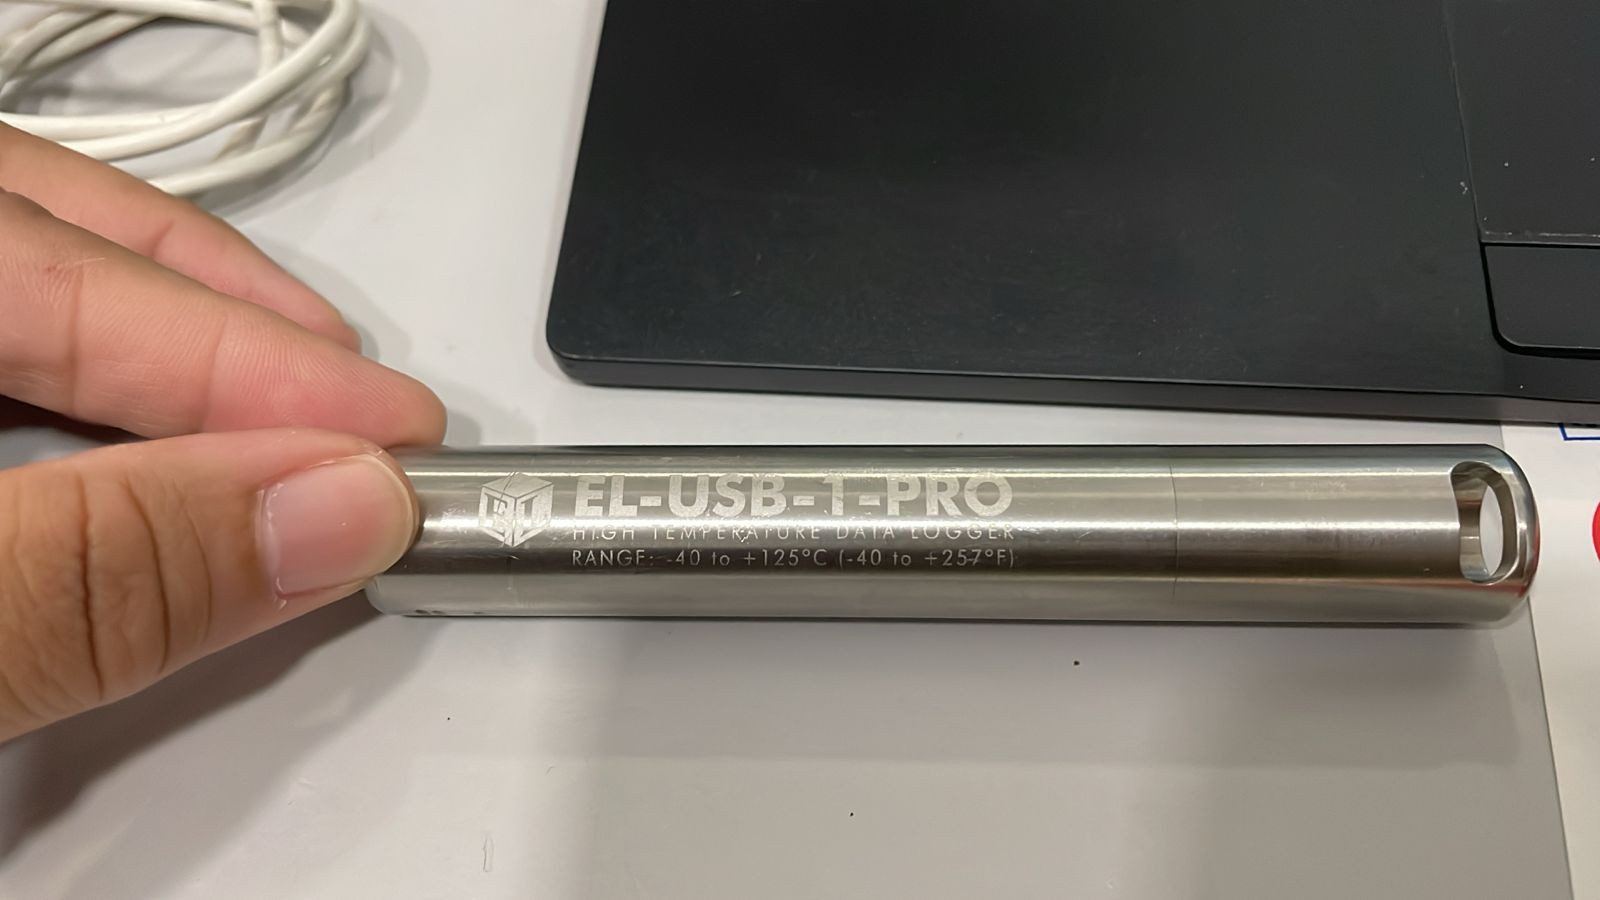 EL-USB-1-PRO
HIGH TEMPERATURE DATA LOGGER
RANGE: -40 to +125°C (-40 to +257°F)